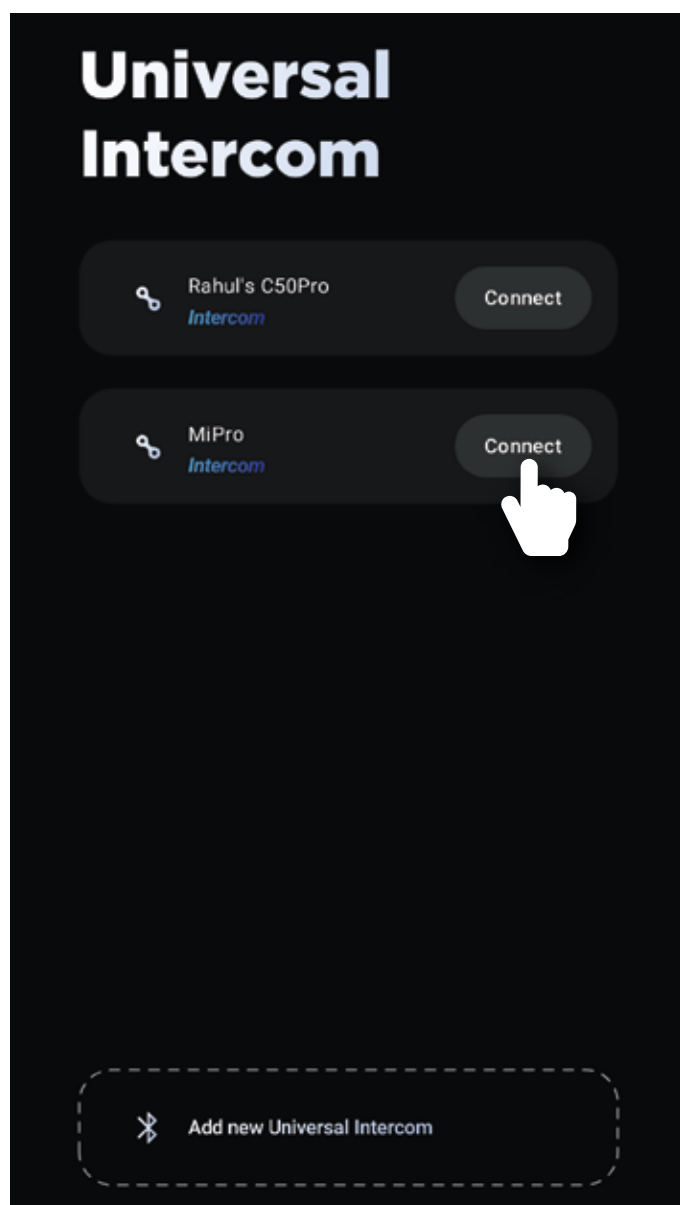 Universal
Intercom
Rahul's C50Pro
Intercom
Connect
MiPro
Intercom
Connect
Add new Universal Intercom